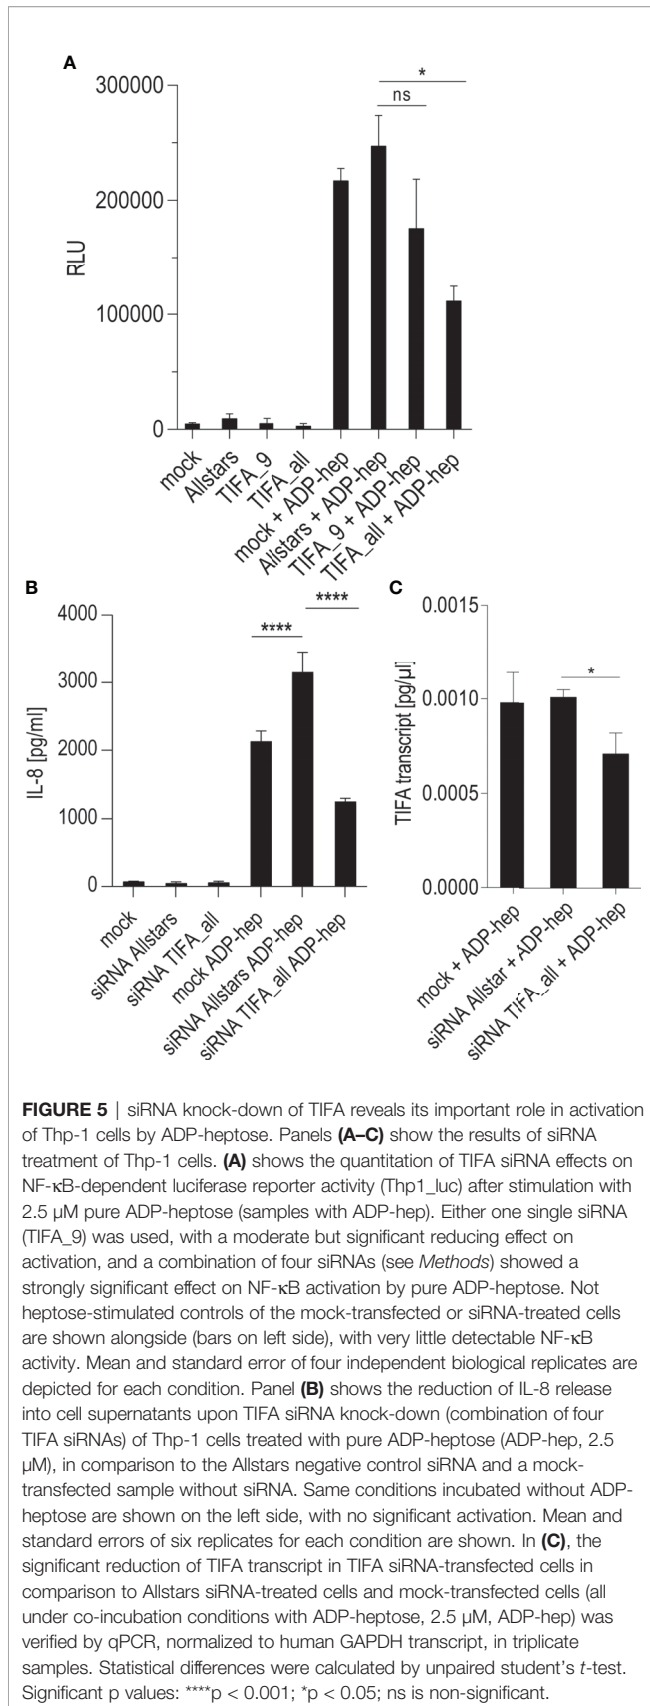 A
300000
200000
100000
0
RLU
*
ns
mock
Allstars
TIFA_9
TIFA_all
mock + ADP-hep
Allstars + ADP-hep
TIFA_9 + ADP-hep
TIFA_all + ADP-hep
B
4000
3000
2000
1000
0
IL-8 [pg/ml]
****
****
mock
siRNA Allstars
siRNA TIFA_all
mock ADP-hep
siRNA Allstars ADP-hep
siRNA TIFA_all ADP-hep
C
0.0015
0.0010
0.0005
0.0000
TIFA transcript [pg/µl]
*
mock + ADP-hep
siRNA Allstar + ADP-hep
siRNA TIFA_all + ADP-hep
FIGURE 5 | siRNA knock-down of TIFA reveals its important role in activation
of Thp-1 cells by ADP-heptose. Panels (A–C) show the results of siRNA
treatment of Thp-1 cells. (A) shows the quantitation of TIFA siRNA effects on
NF-κB-dependent luciferase reporter activity (Thp1_luc) after stimulation with
2.5 µM pure ADP-heptose (samples with ADP-hep). Either one single siRNA
(TIFA_9) was used, with a moderate but significant reducing effect on
activation, and a combination of four siRNAs (see Methods) showed a
strongly significant effect on NF-κB activation by pure ADP-heptose. Not
heptose-stimulated controls of the mock-transfected or siRNA-treated cells
are shown alongside (bars on left side), with very little detectable NF-κB
activity. Mean and standard error of four independent biological replicates are
depicted for each condition. Panel (B) shows the reduction of IL-8 release
into cell supernatants upon TIFA siRNA knock-down (combination of four
TIFA siRNAs) of Thp-1 cells treated with pure ADP-heptose (ADP-hep, 2.5
µM), in comparison to the Allstars negative control siRNA and a mock-
transfected sample without siRNA. Same conditions incubated without ADP-
heptose are shown on the left side, with no significant activation. Mean and
standard errors of six replicates for each condition are shown. In (C), the
significant reduction of TIFA transcript in TIFA siRNA-transfected cells in
comparison to Allstars siRNA-treated cells and mock-transfected cells (all
under co-incubation conditions with ADP-heptose, 2.5 µM, ADP-hep) was
verified by qPCR, normalized to human GAPDH transcript, in triplicate
samples. Statistical differences were calculated by unpaired student's t-test.
Significant p values: ****p < 0.001; *p < 0.05; ns is non-significant.